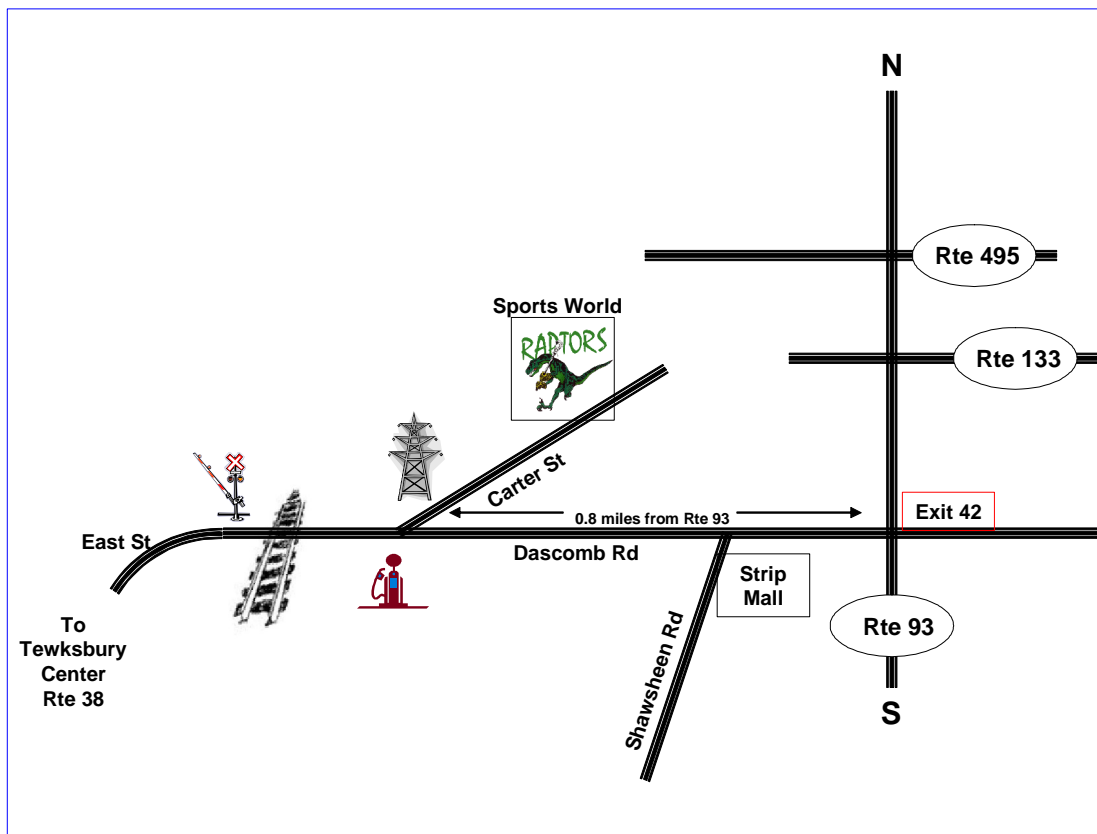 N
Rte 495
Sports World
RAPTORS
Rte 133
Carter St
Exit 42
0.8 miles from Rte 93
East St
Dascomb Rd
Strip
Mall
Rte 93
To
Tewksbury
Center
Rte 38
Shawsheen Rd
S